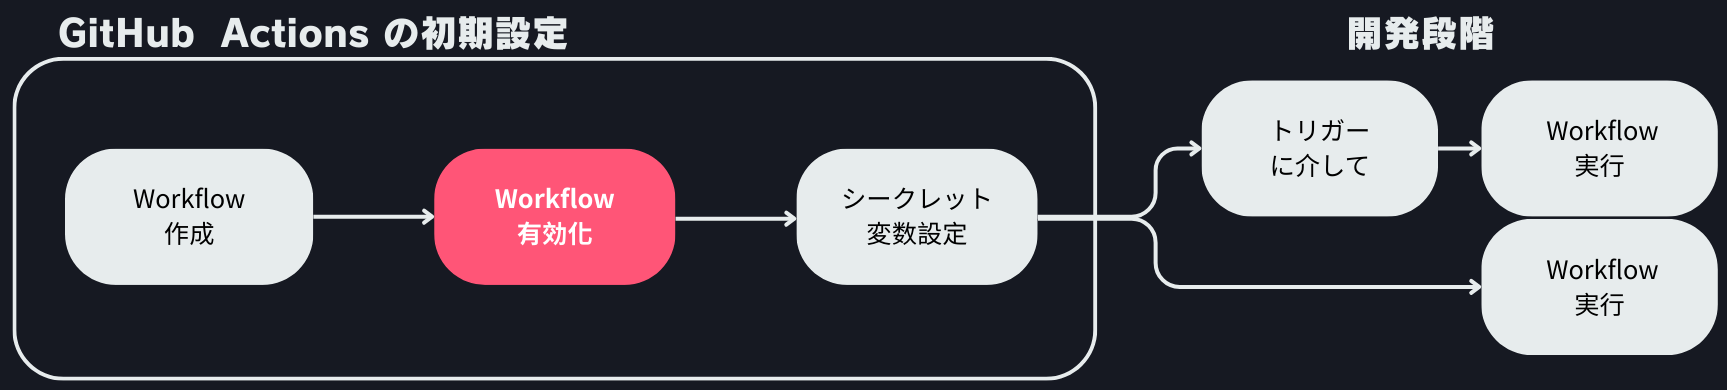 GitHub Actions の初期設定
開発段階
Workflow
作成
Workflow
有効化
シークレット
変数設定
トリガー
に介して
Workflow
実行
Workflow
実行